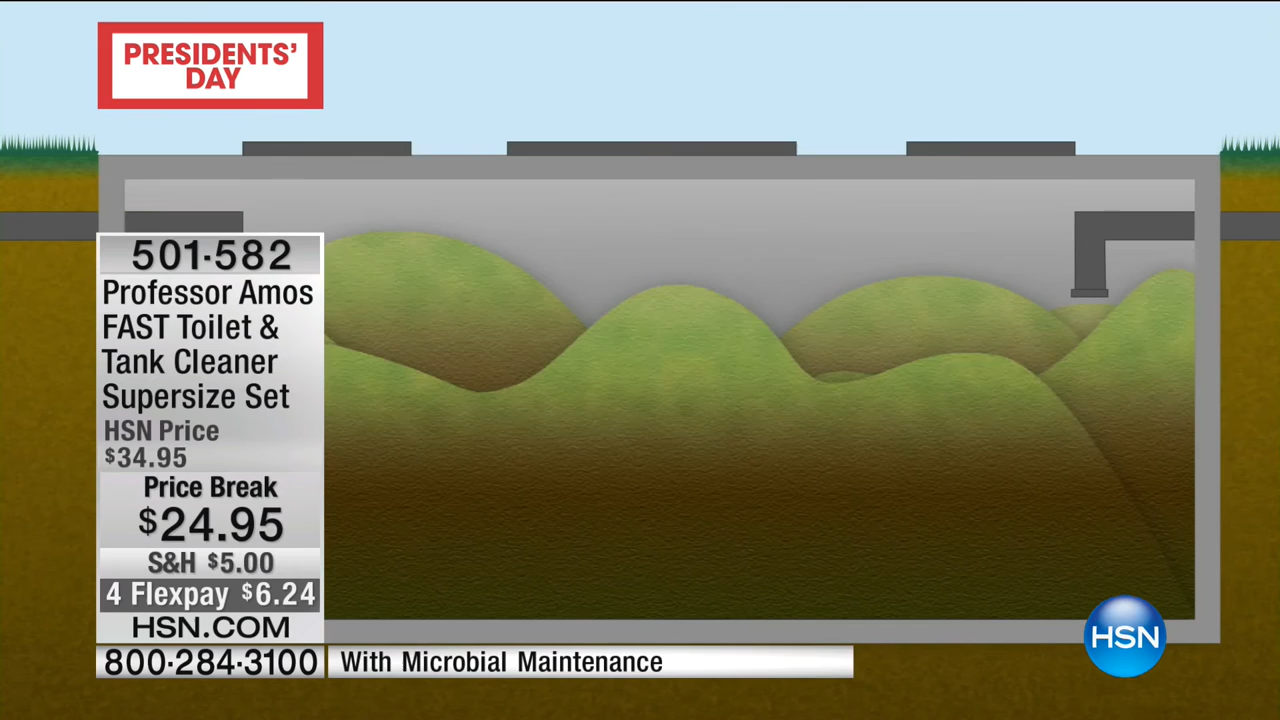 PRESIDENTS'
DAY
501·582
Professor Amos
FAST Toilet &
Tank Cleaner
Supersize Set
HSN Price
$34.95
Price Break
$24.95
S&H $5.00
4 Flexpay $6.24
HSN.COM
800·284·3100
With Microbial Maintenance
HSN